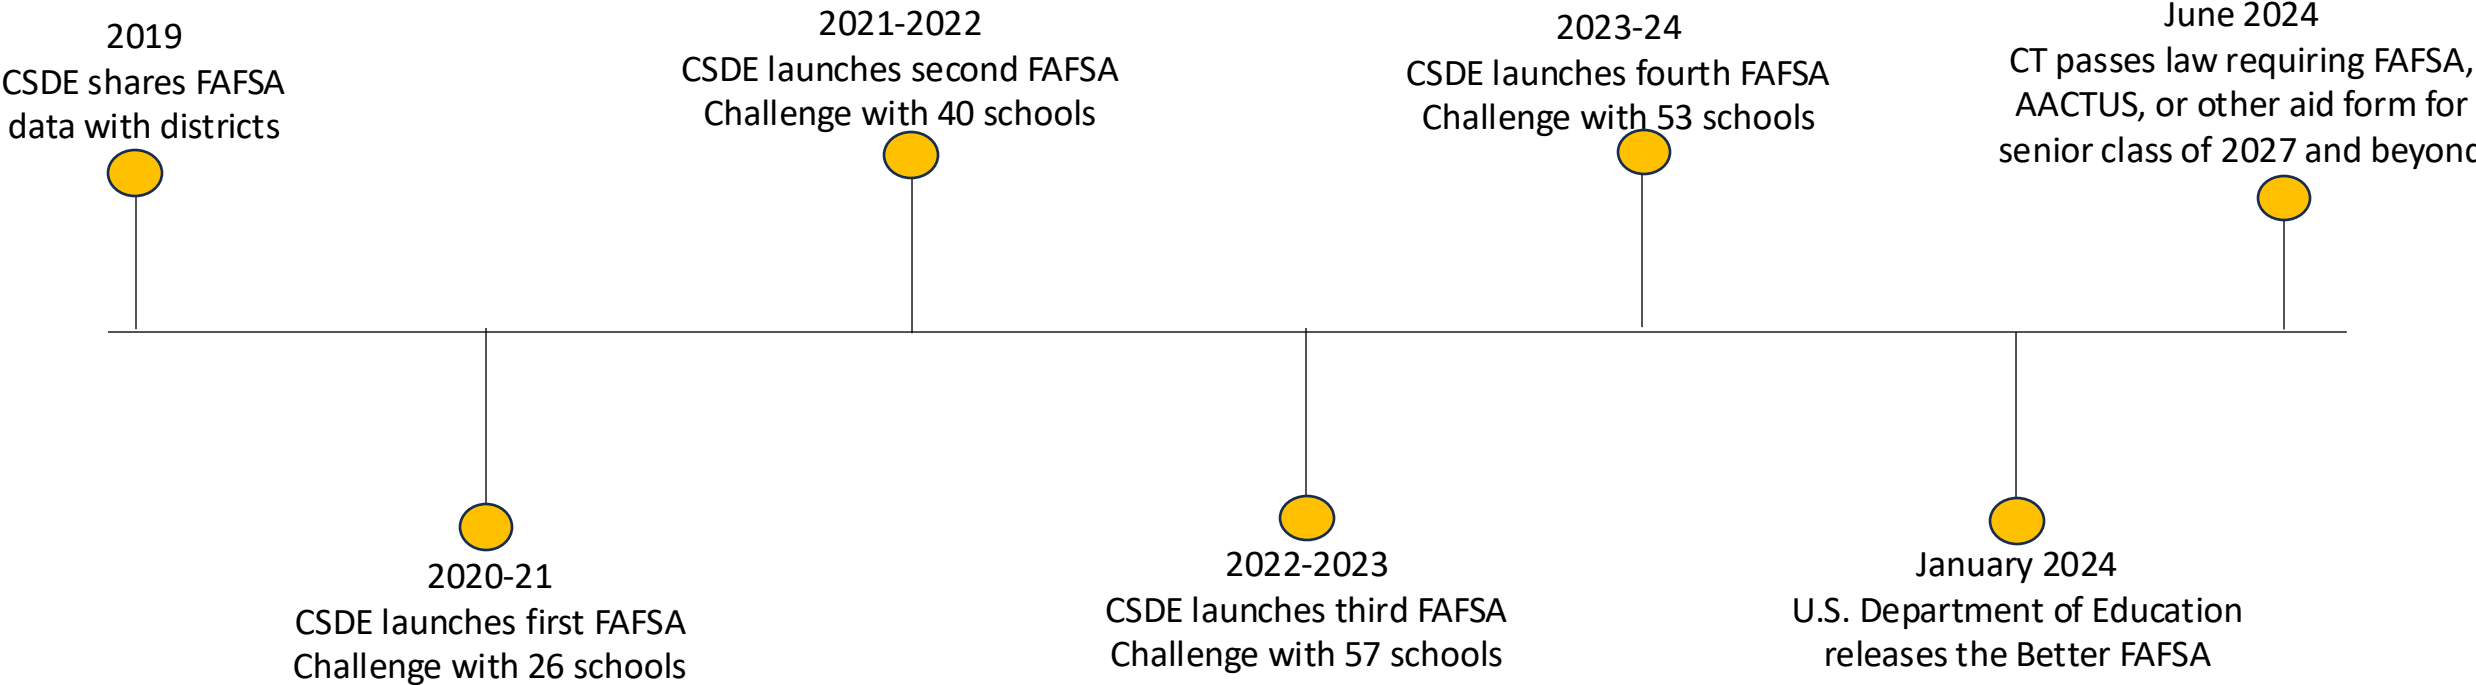 2019
CSDE shares FAFSA
data with districts
2020-21
CSDE launches first FAFSA
Challenge with 26 schools
2021-2022
CSDE launches second FAFSA
Challenge with 40 schools
2022-2023
CSDE launches third FAFSA
Challenge with 57 schools
2023-24
CSDE launches fourth FAFSA
Challenge with 53 schools
January 2024
U.S. Department of Education
releases the Better FAFSA
June 2024
CT passes law requiring FAFSA,
AACTUS, or other aid form for
senior class of 2027 and beyond